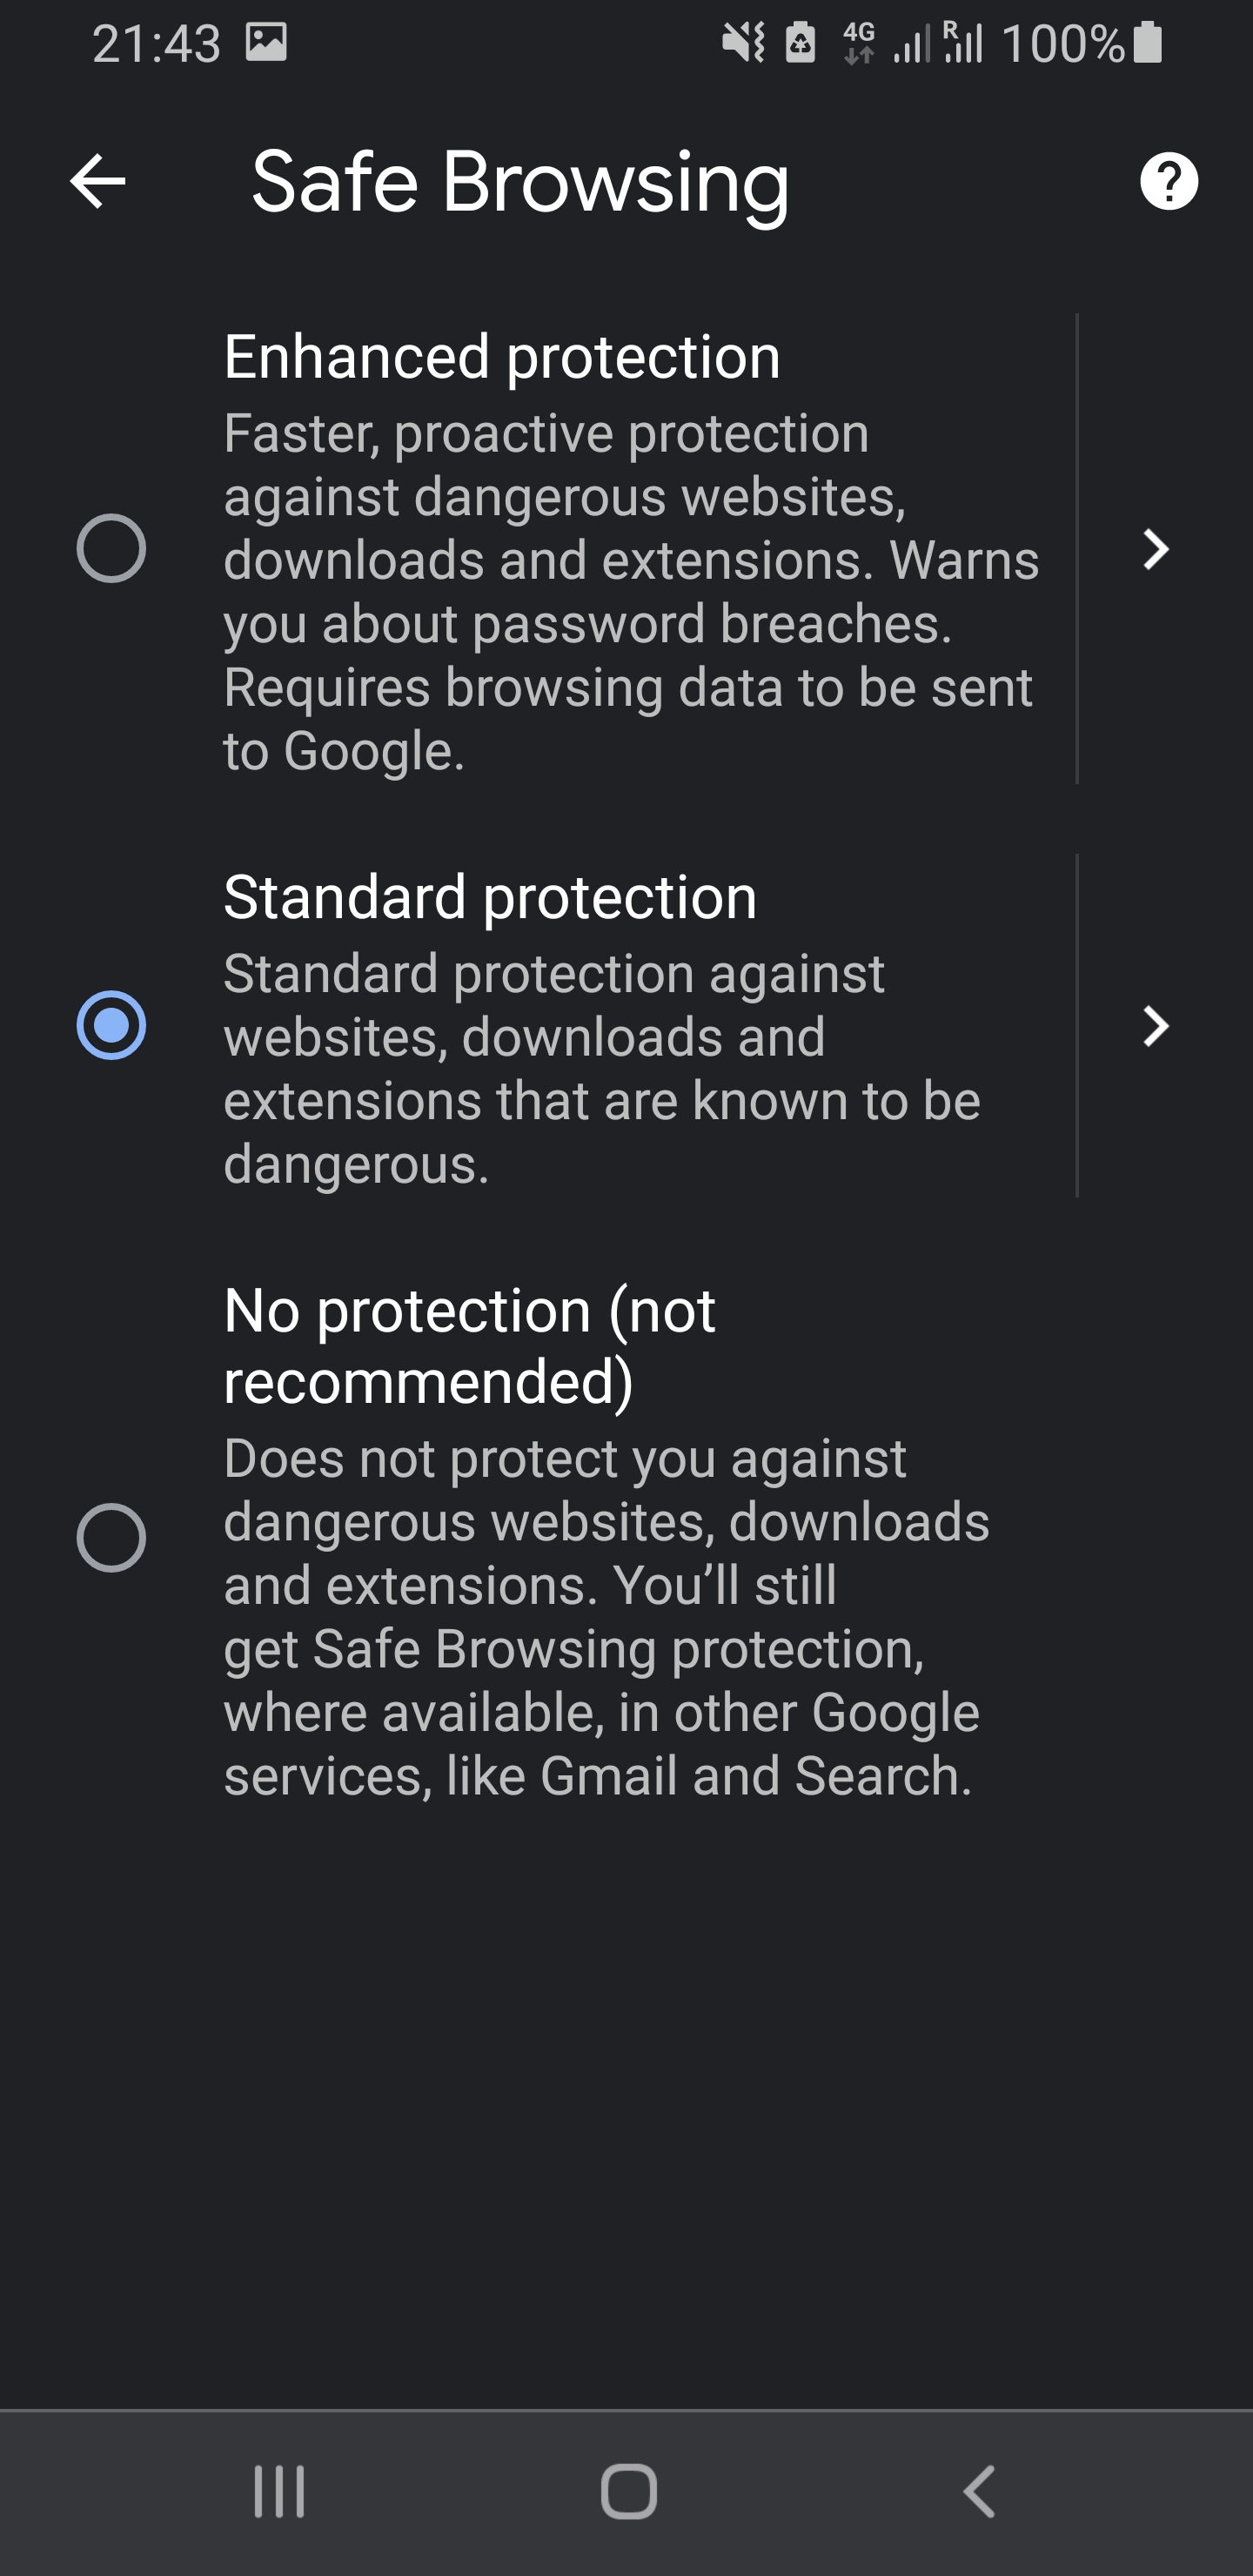 21:43 4G R 100%
Safe Browsing
Enhanced protection
Faster, proactive protection
against dangerous websites,
downloads and extensions. Warns
you about password breaches.
Requires browsing data to be sent
to Google.
Standard protection
Standard protection against
websites, downloads and
extensions that are known to be
dangerous.
No protection (not
recommended)
Does not protect you against
dangerous websites, downloads
and extensions. You’ll still
get Safe Browsing protection,
where available, in other Google
services, like Gmail and Search.